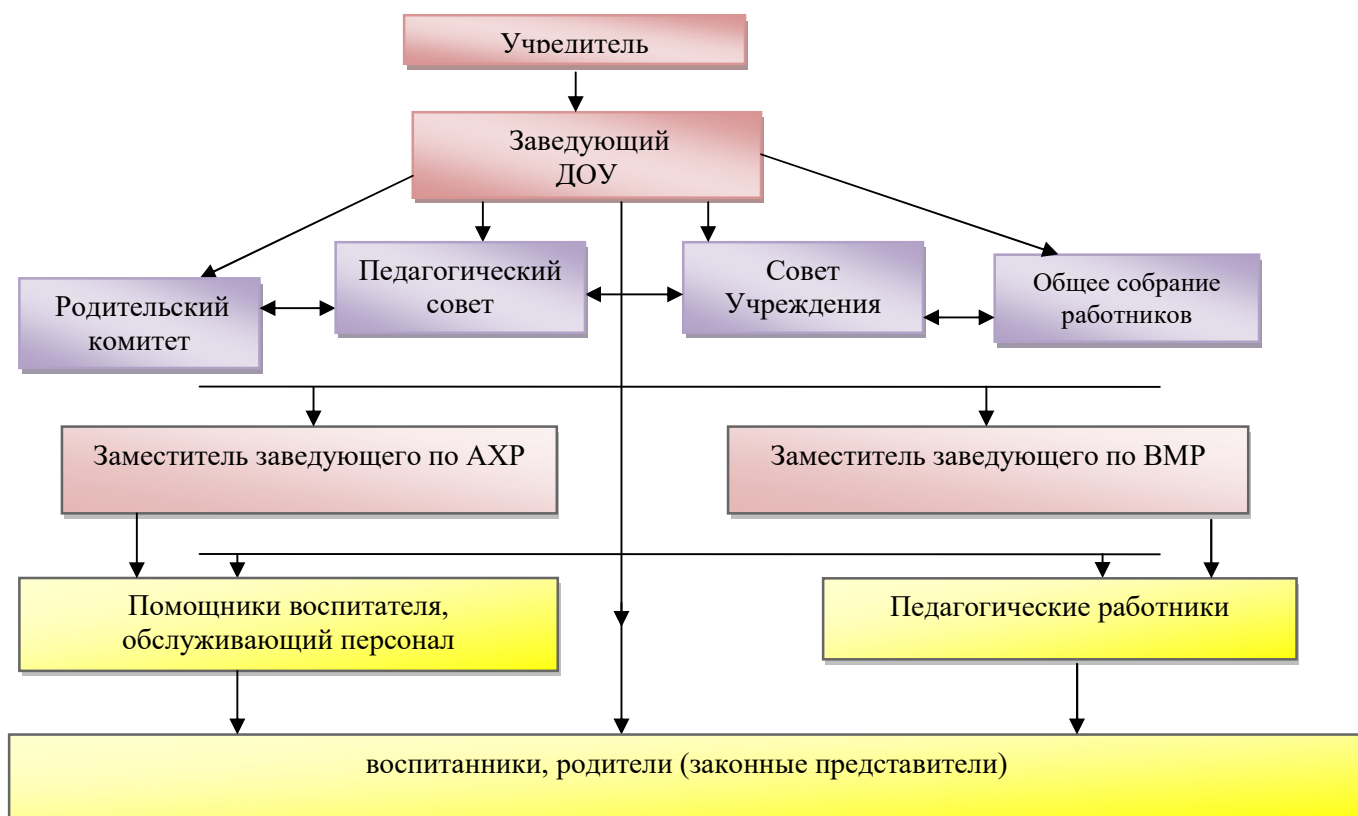 Учредитель
Заведующий
ДОУ
Педагогический
совет
Совет
Учреждения
Родительский
комитет
Общее собрание
работников
Заместитель заведующего по АХР
Заместитель заведующего по ВМР
Помощники воспитателя,
обслуживающий персонал
Педагогические работники
воспитанники, родители (законные представители)